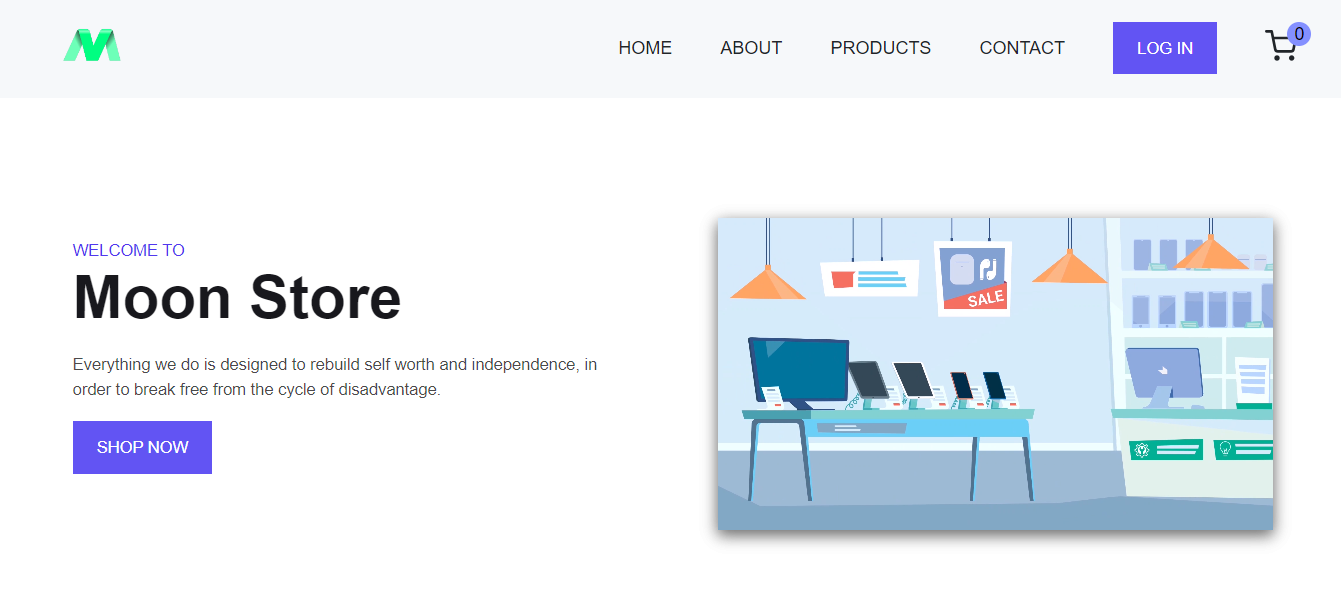 HOME ABOUT PRODUCTS CONTACT LOG IN 0
WELCOME TO
Moon Store
Everything we do is designed to rebuild self worth and independence, in
order to break free from the cycle of disadvantage.
SHOP NOW
SALE